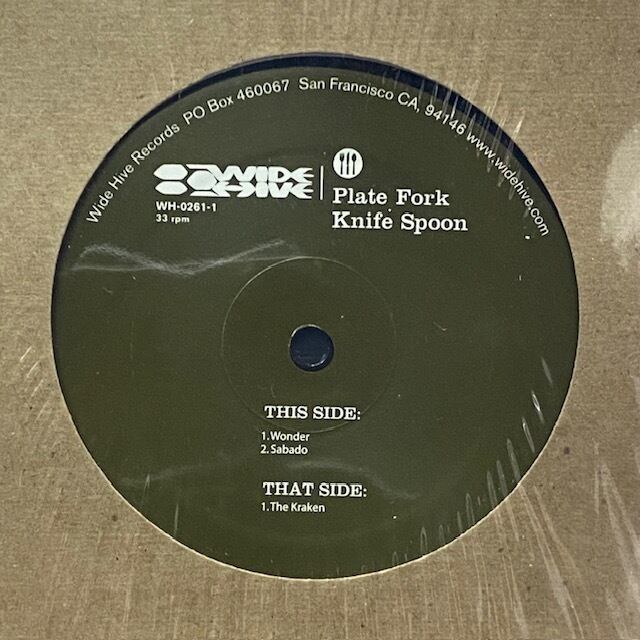 Wide Hive Records PO Box 460067 San Francisco CA, 94146 www.widehive.com
WIDE
HIVE
WH-0261-1
33 rpm
Plate Fork
Knife Spoon
THIS SIDE:
1. Wonder
2. Sabado
THAT SIDE:
1. The Kraken